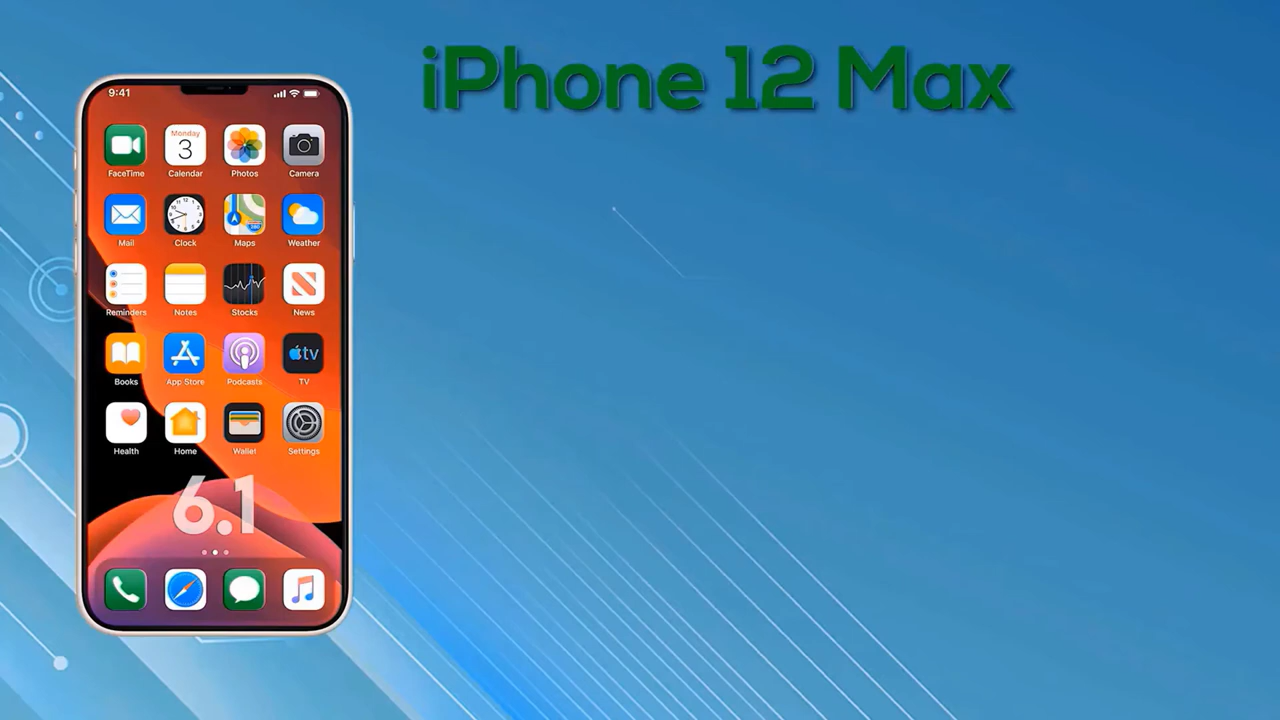 iPhone 12 Max
9:41
Monday
3
FaceTime Calendar Photos Camera
Mail Clock Maps Weather
Reminders Notes Stocks News
tv
Books App Store Podcasts TV
Health Home Wallet Settings
6.1